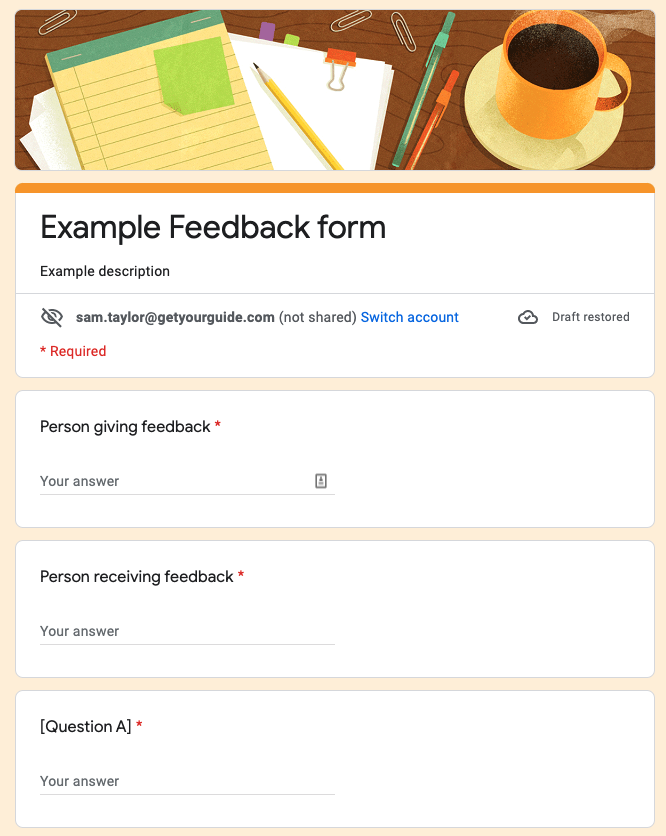 Example Feedback form
Example description
sam.taylor@getyourguide.com (not shared) Switch account
Draft restored
* Required
Person giving feedback *
Your answer
Person receiving feedback *
Your answer
[Question A] *
Your answer